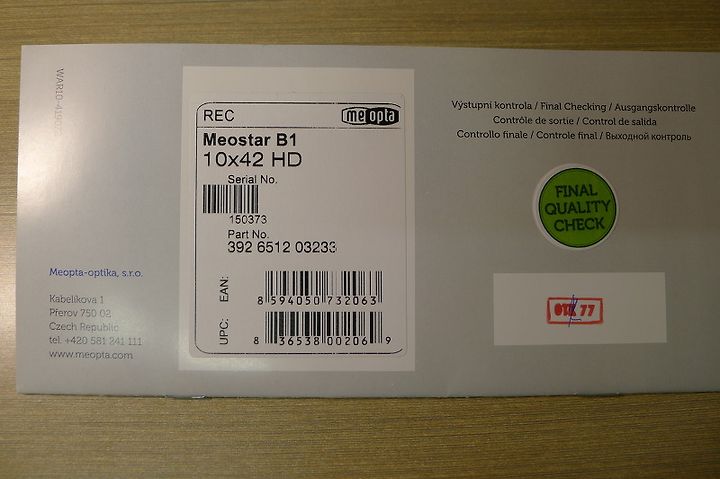 WAR10-4190
REC
meopta
Meostar B1
10x42 HD
Serial No.
150373
Part No.
392 6512 03233
EAN:
8 594050 732063
UPC:
8 36538 00206 9
Výstupní kontrola / Final Checking / Ausgangskontrolle
Contrôle de sortie / Control de salida
Controllo finale / Controle final / Выходной контроль
FINAL
QUALITY
CHECK
77
Meopta-optika, s.r.o.
Kabelíkova 1
Přerov 750 02
Czech Republic
tel. +420 581 241 111
www.meopta.com